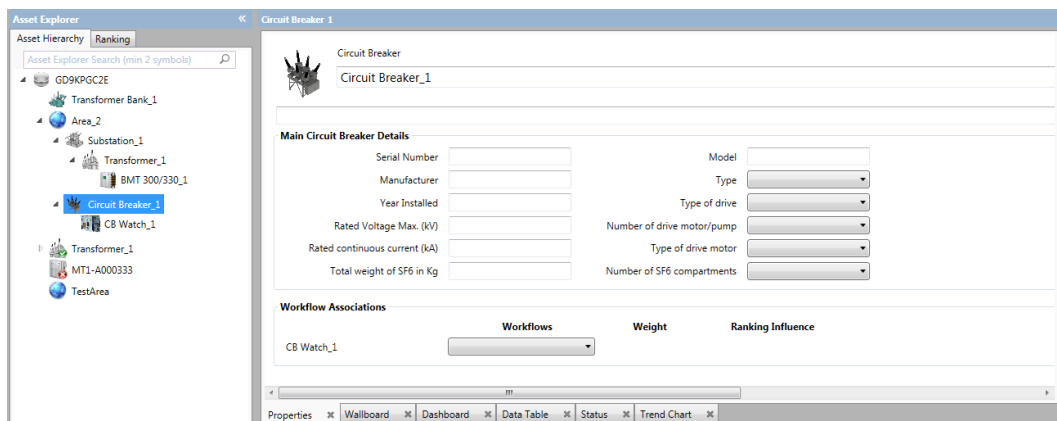 Asset Explorer «
Asset Hierarchy Ranking
Asset Explorer Search (min 2 symbols)
GD9KPGC2E
Transformer Bank_1
Area_2
Substation_1
Transformer_1
BMT 300/330_1
Circuit Breaker_1
CB Watch_1
Transformer_1
MT1-A000333
TestArea
Circuit Breaker 1
Circuit Breaker
Circuit Breaker_1
Main Circuit Breaker Details
Serial Number Model
Manufacturer Type
Year Installed Type of drive
Rated Voltage Max. (kV) Number of drive motor/pump
Rated continuous current (kA) Type of drive motor
Total weight of SF6 in Kg Number of SF6 compartments
Workflow Associations
Workflows Weight Ranking Influence
CB Watch_1
Properties Wallboard Dashboard Data Table Status Trend Chart